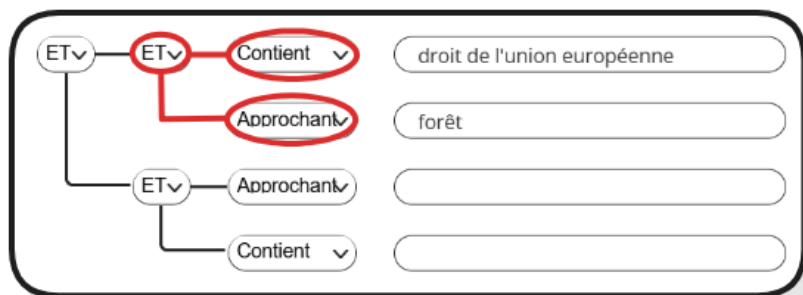 ET ET Contient droit de l'union européenne
Approchant forêt
ET Approchant
Contient